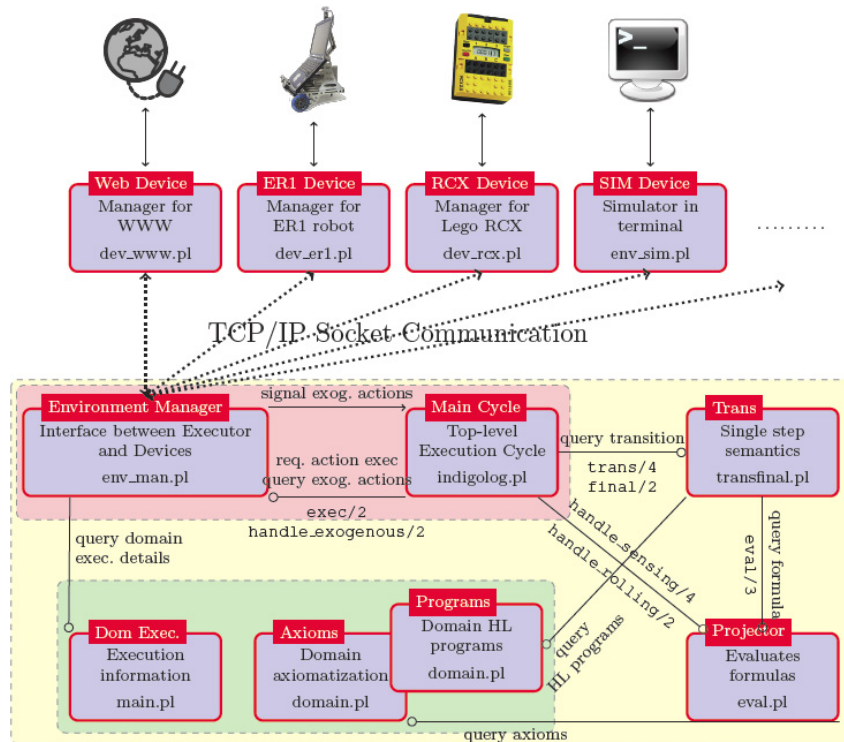 >_
Web Device
Manager for
WWW
dev_www.pl
ER1 Device
Manager for
ER1 robot
dev_er1.pl
RCX Device
Manager for
Lego RCX
dev_rcx.pl
SIM Device
Simulator in
terminal
env_sim.pl
.........
TCP/IP Socket Communication
Environment Manager
Interface between Executor
and Devices
env_man.pl
signal exog. actions
req. action exec
query exog. actions
exec/2
handle_exogenous/2
Main Cycle
Top-level
Execution Cycle
indigolog.pl
query transition
trans/4
final/2
Trans
Single step
semantics
transfinal.pl
query domain
exec. details
handle_sensing/4
handle_rolling/2
query formula
eval/3
query
HL programs
Dom Exec.
Execution
information
main.pl
Axioms
Domain
axiomatization
domain.pl
Programs
Domain HL
programs
domain.pl
Projector
Evaluates
formulas
eval.pl
query axioms